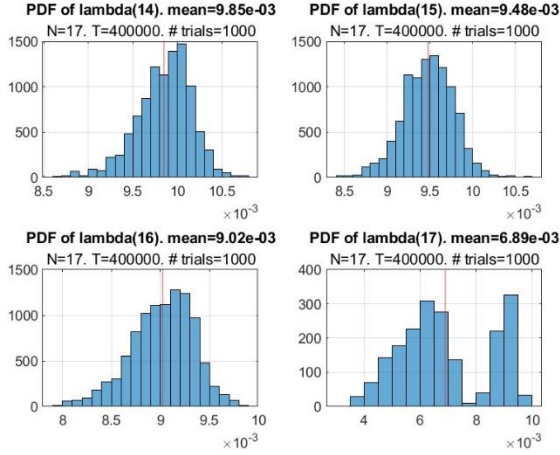 PDF of lambda(14). mean=9.85e-03
N=17. T=400000. # trials=1000
1500
1000
500
0
8.5 9 9.5 10 10.5
×10⁻³
PDF of lambda(15). mean=9.48e-03
N=17. T=400000. # trials=1000
1500
1000
500
0
8.5 9 9.5 10 10.5
×10⁻³
PDF of lambda(16). mean=9.02e-03
N=17. T=400000. # trials=1000
1500
1000
500
0
8 8.5 9 9.5 10
×10⁻³
PDF of lambda(17). mean=6.89e-03
N=17. T=400000. # trials=1000
400
300
200
100
0
4 6 8 10
×10⁻³